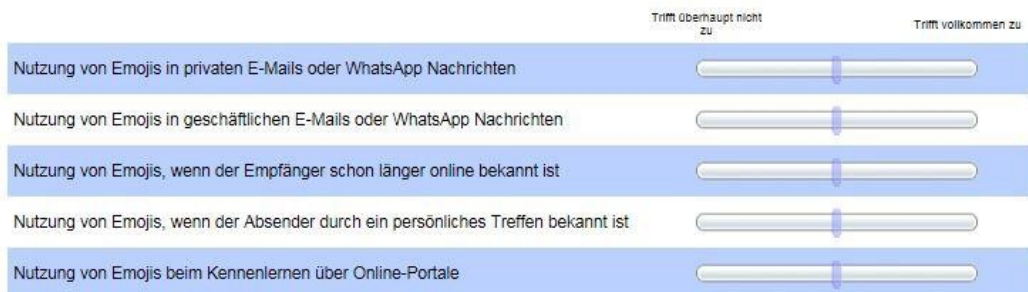 Trifft überhaupt nicht
zu
Trifft vollkommen zu
Nutzung von Emojis in privaten E-Mails oder WhatsApp Nachrichten
Nutzung von Emojis in geschäftlichen E-Mails oder WhatsApp Nachrichten
Nutzung von Emojis, wenn der Empfänger schon länger online bekannt ist
Nutzung von Emojis, wenn der Absender durch ein persönliches Treffen bekannt ist
Nutzung von Emojis beim Kennenlernen über Online-Portale